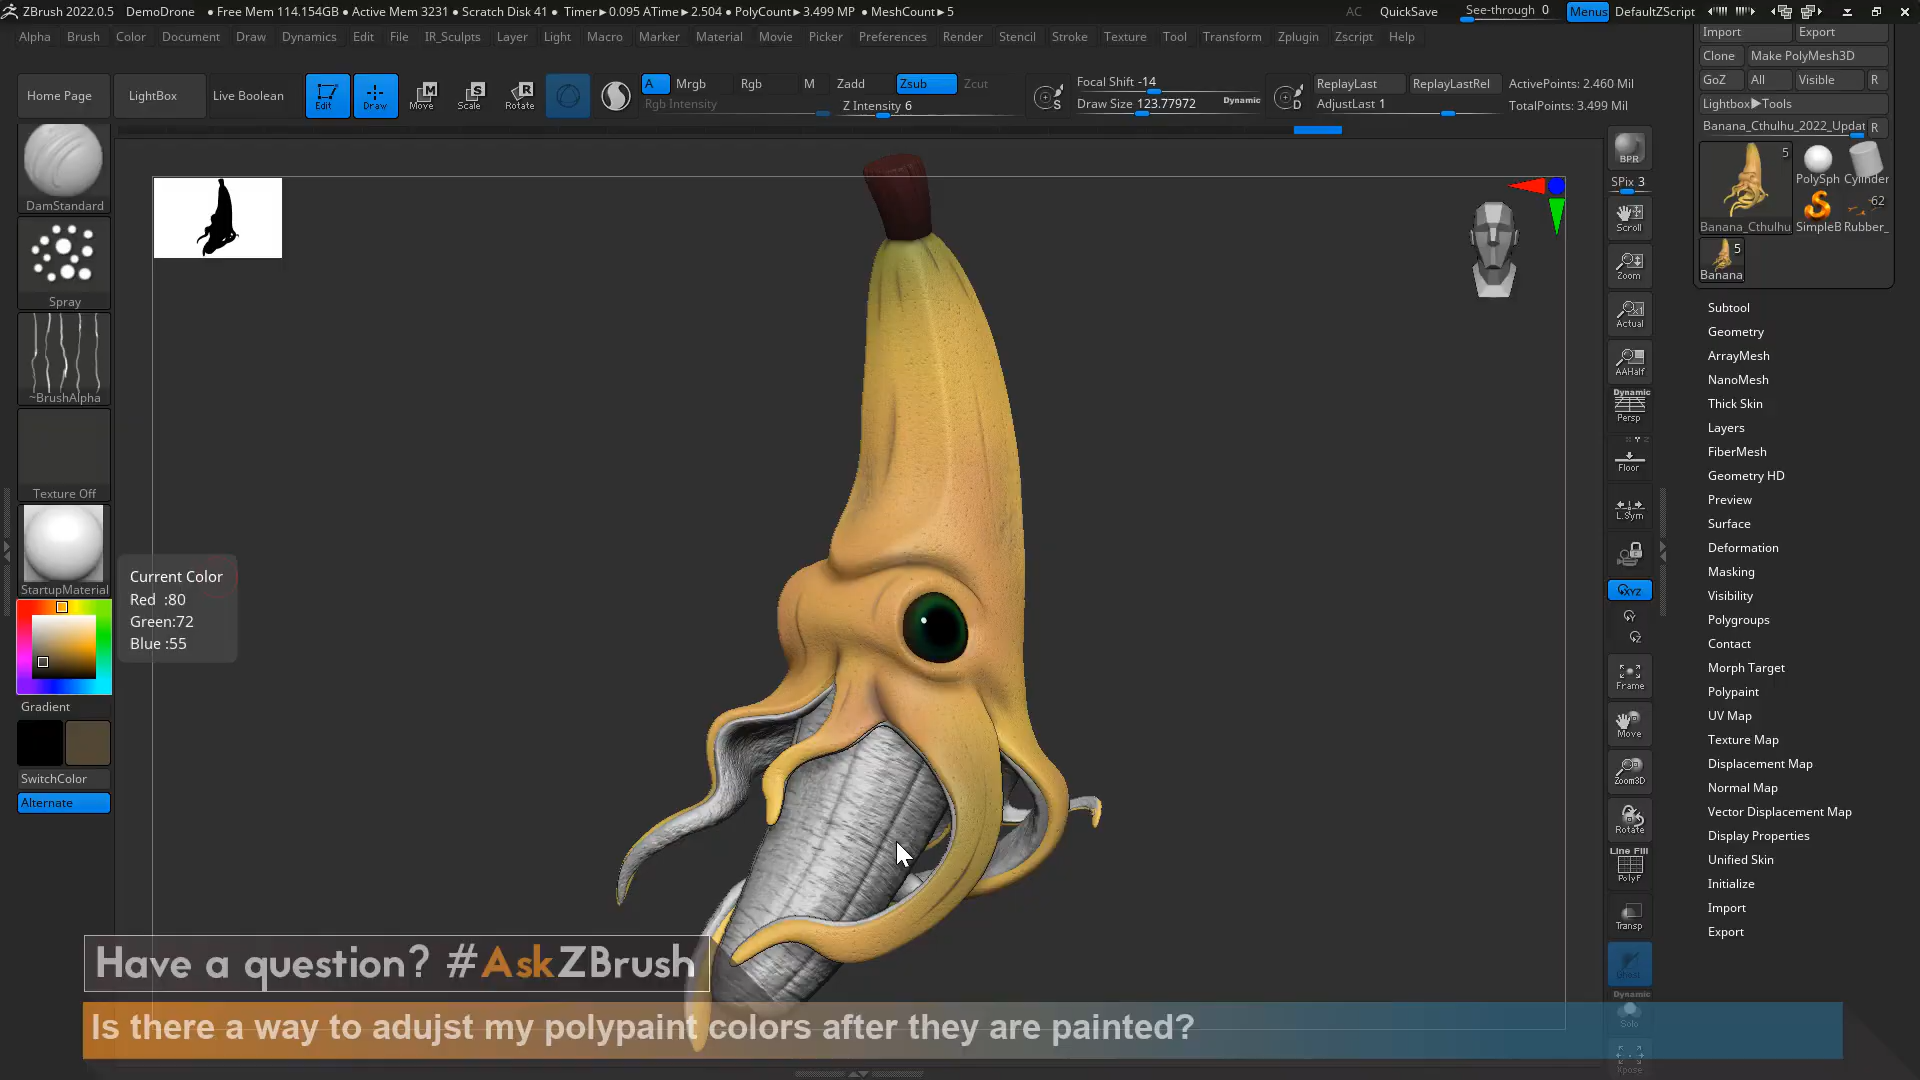 ZBrush 2022.0.5 DemoDrone ● Free Mem 114.154GB ● Active Mem 3231 ● Scratch Disk 41 ● Timer▶0.095 ATime▶2.504 ● PolyCount▶3.499 MP ● MeshCount▶5 AC QuickSave See-through 0 Menus DefaultZScript
Alpha Brush Color Document Draw Dynamics Edit File IR_Sculpts Layer Light Macro Marker Material Movie Picker Preferences Render Stencil Stroke Texture Tool Transform Zplugin Zscript Help
Home Page LightBox Live Boolean Edit Draw Move Scale Rotate
A Mrgb Rgb M Zadd Zsub Zcut
Rgb Intensity Z Intensity 6
Focal Shift -14
Draw Size 123.77972 Dynamic
ReplayLast ReplayLastRel ActivePoints: 2.460 Mil
AdjustLast 1 TotalPoints: 3.499 Mil
DamStandard
Spray
~BrushAlpha
Texture Off
StartupMaterial
Current Color
Red :80
Green:72
Blue :55
Gradient
SwitchColor
Alternate
BPR
SPix 3
Scroll
Zoom
Actual
AAHalf
Dynamic
Persp
Floor
L.Sym
XYZ
Y
Z
Frame
Move
Zoom3D
Rotate
Line Fill
PolyF
Transp
Ghost
Dynamic
Solo
Xpose
Import Export
Clone Make PolyMesh3D
GoZ All Visible R
Lightbox▶Tools
Banana_Cthulhu_2022_Updat R
5
PolySph Cylinder
62
Banana_Cthulhu SimpleB Rubber_
5
Banana
Subtool
Geometry
ArrayMesh
NanoMesh
Thick Skin
Layers
FiberMesh
Geometry HD
Preview
Surface
Deformation
Masking
Visibility
Polygroups
Contact
Morph Target
Polypaint
UV Map
Texture Map
Displacement Map
Normal Map
Vector Displacement Map
Display Properties
Unified Skin
Initialize
Import
Export
Have a question? #AskZBrush
Is there a way to adujst my polypaint colors after they are painted?